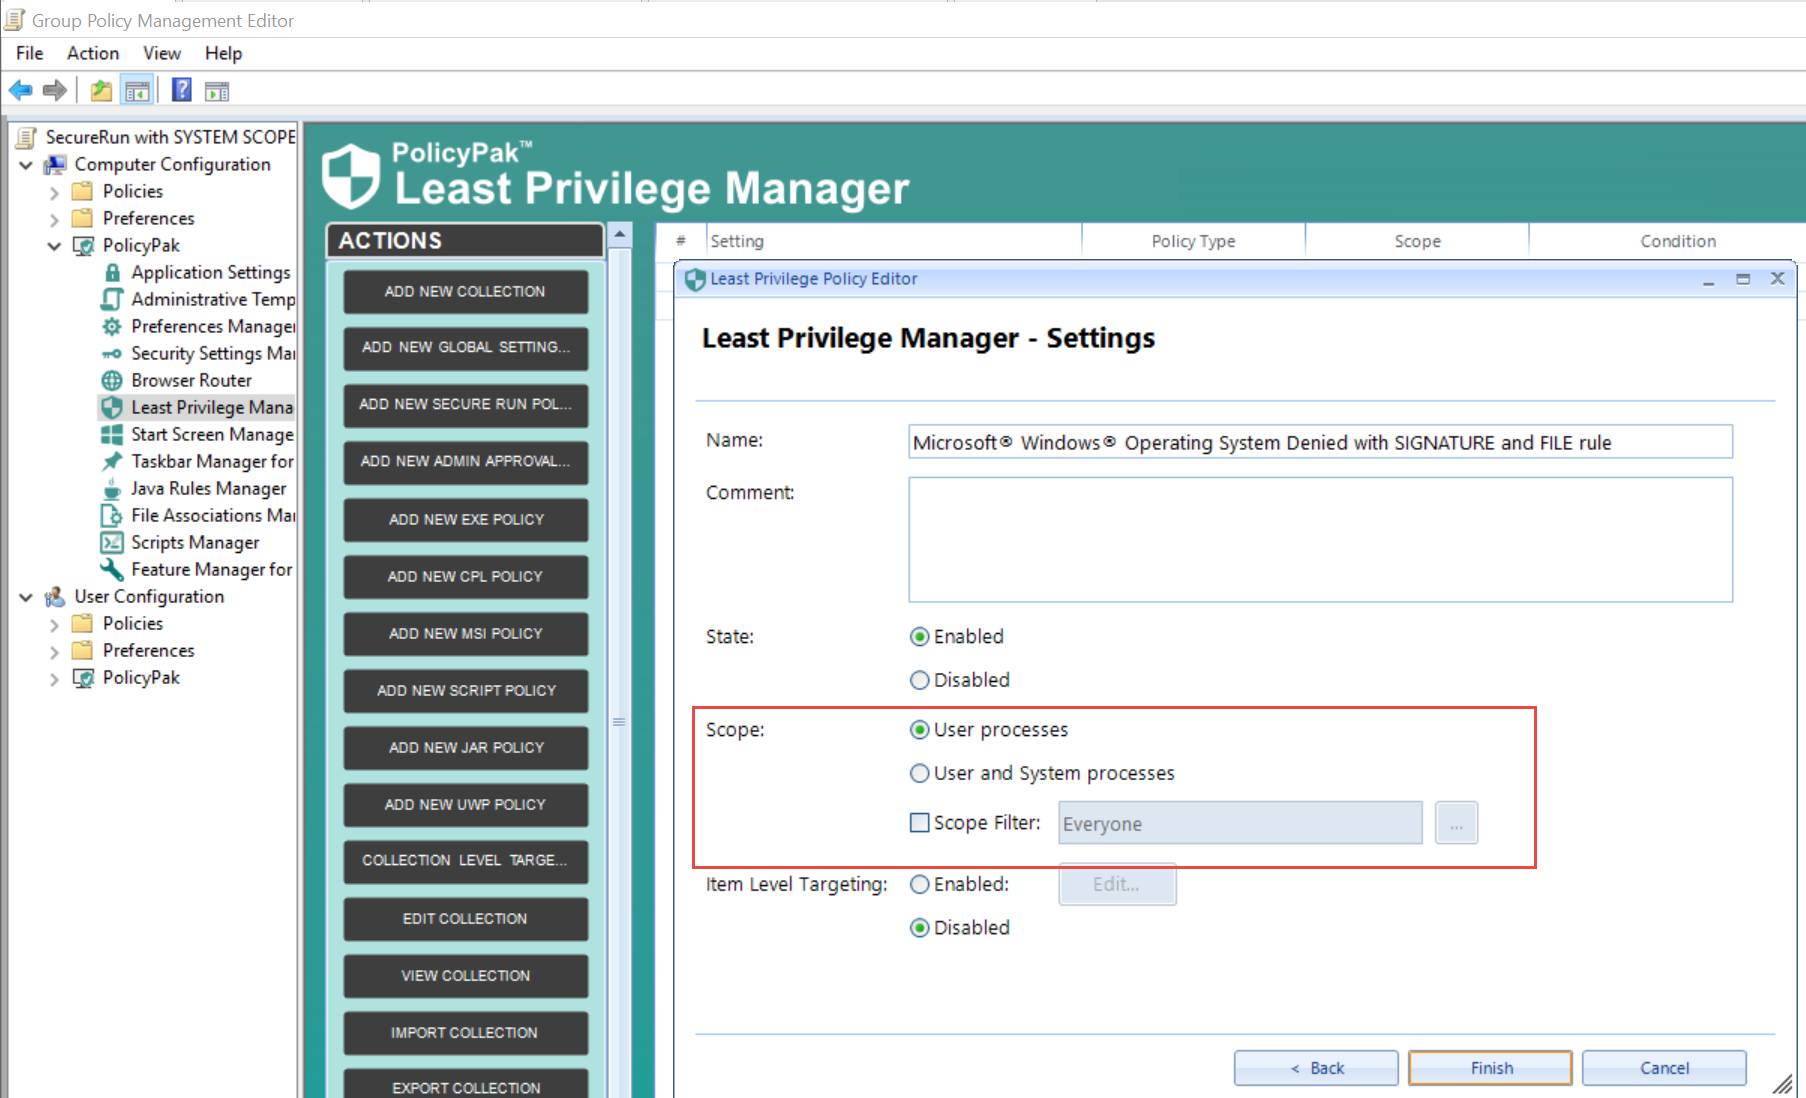 Group Policy Management Editor
File Action View Help
SecureRun with SYSTEM SCOPE
Computer Configuration
Policies
Preferences
PolicyPak
Application Settings
Administrative Temp
Preferences Manager
Security Settings Mai
Browser Router
Least Privilege Mana
Start Screen Manage
Taskbar Manager for
Java Rules Manager
File Associations Mar
Scripts Manager
Feature Manager for
User Configuration
Policies
Preferences
PolicyPak
PolicyPak™
Least Privilege Manager
ACTIONS
ADD NEW COLLECTION
ADD NEW GLOBAL SETTING...
ADD NEW SECURE RUN POL...
ADD NEW ADMIN APPROVAL...
ADD NEW EXE POLICY
ADD NEW CPL POLICY
ADD NEW MSI POLICY
ADD NEW SCRIPT POLICY
ADD NEW JAR POLICY
ADD NEW UWP POLICY
COLLECTION LEVEL TARGE...
EDIT COLLECTION
VIEW COLLECTION
IMPORT COLLECTION
EXPORT COLLECTION
# Setting Policy Type Scope Condition
Least Privilege Policy Editor
Least Privilege Manager - Settings
Name: Microsoft® Windows® Operating System Denied with SIGNATURE and FILE rule
Comment:
State: Enabled
Disabled
Scope: User processes
User and System processes
Scope Filter: Everyone ...
Item Level Targeting: Enabled: Edit...
Disabled
< Back Finish Cancel